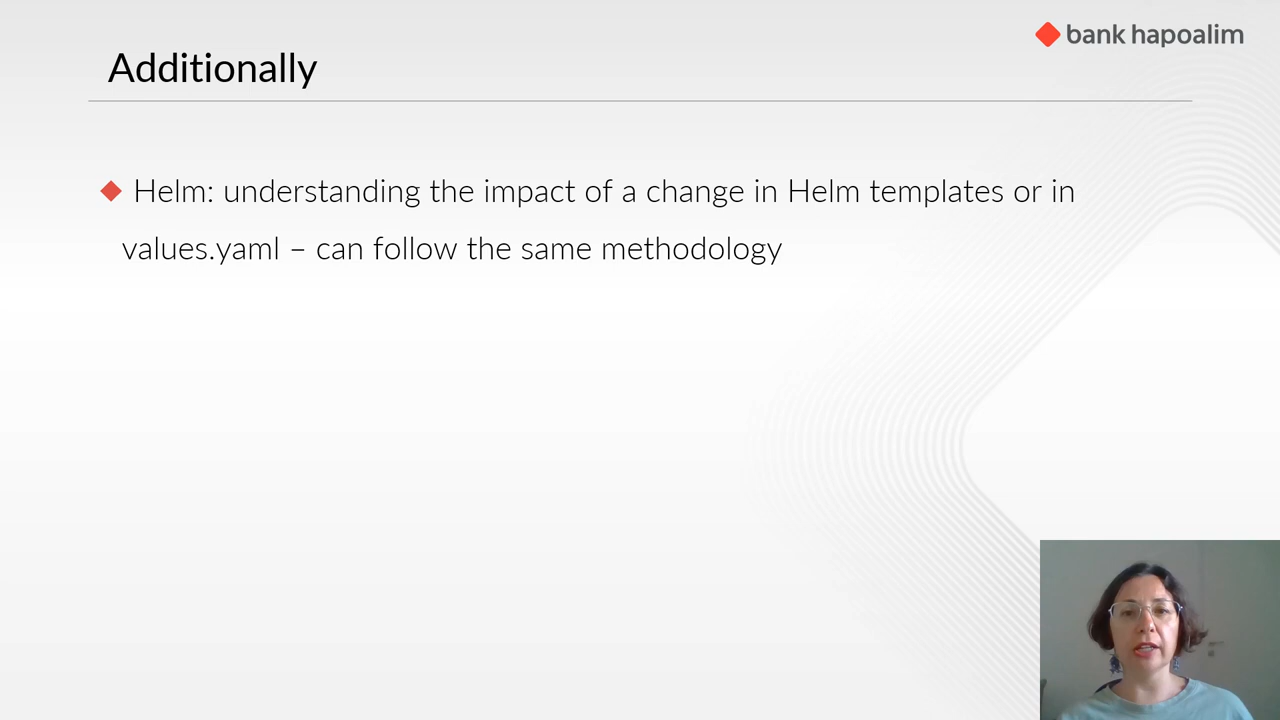 bank hapoalim
Additionally
Helm: understanding the impact of a change in Helm templates or in
values.yaml – can follow the same methodology